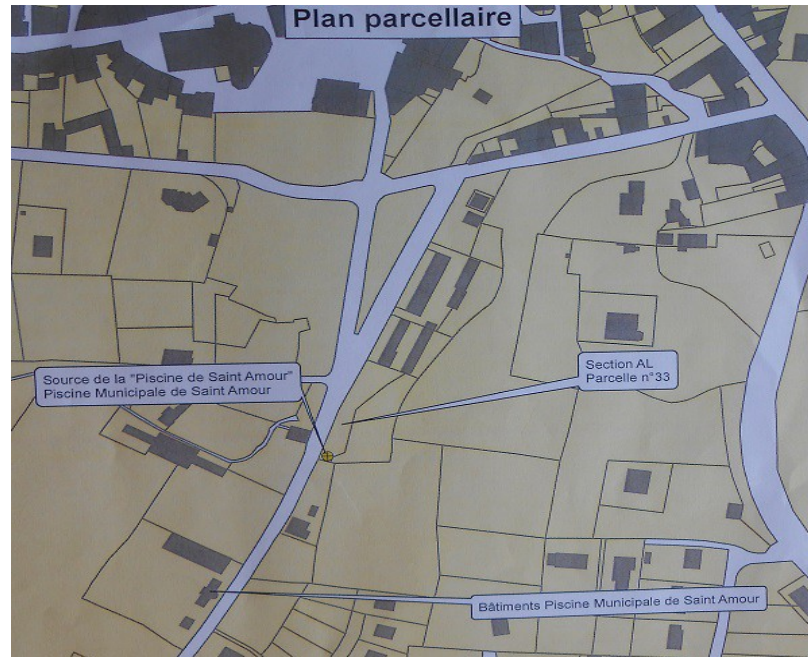 Plan parcellaire
Section AL
Parcelle n°33
Source de la "Piscine de Saint Amour"
Piscine Municipale de Saint Amour
Bâtiments Piscine Municipale de Saint Amour